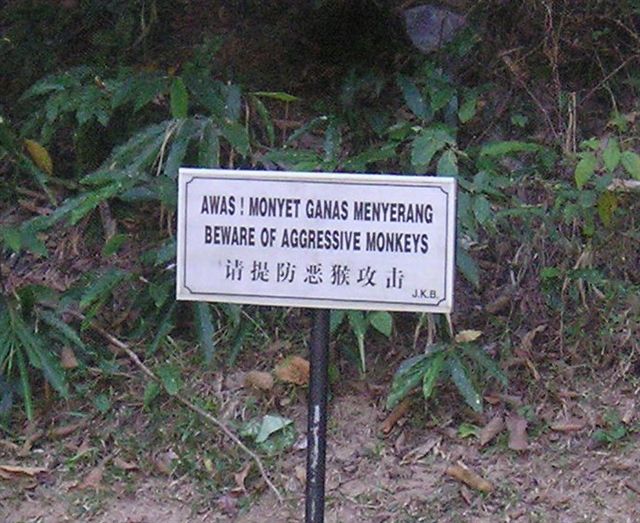 AWAS ! MONYET GANAS MENYERANG
BEWARE OF AGGRESSIVE MONKEYS
请提防恶猴攻击
J.K.B.